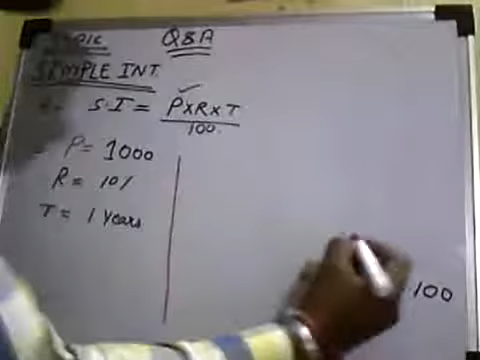 TOPIC Q&A
SIMPLE INT.
S.I = P×R×T
100
P= 1000
R = 10%
T = 1 Years
100